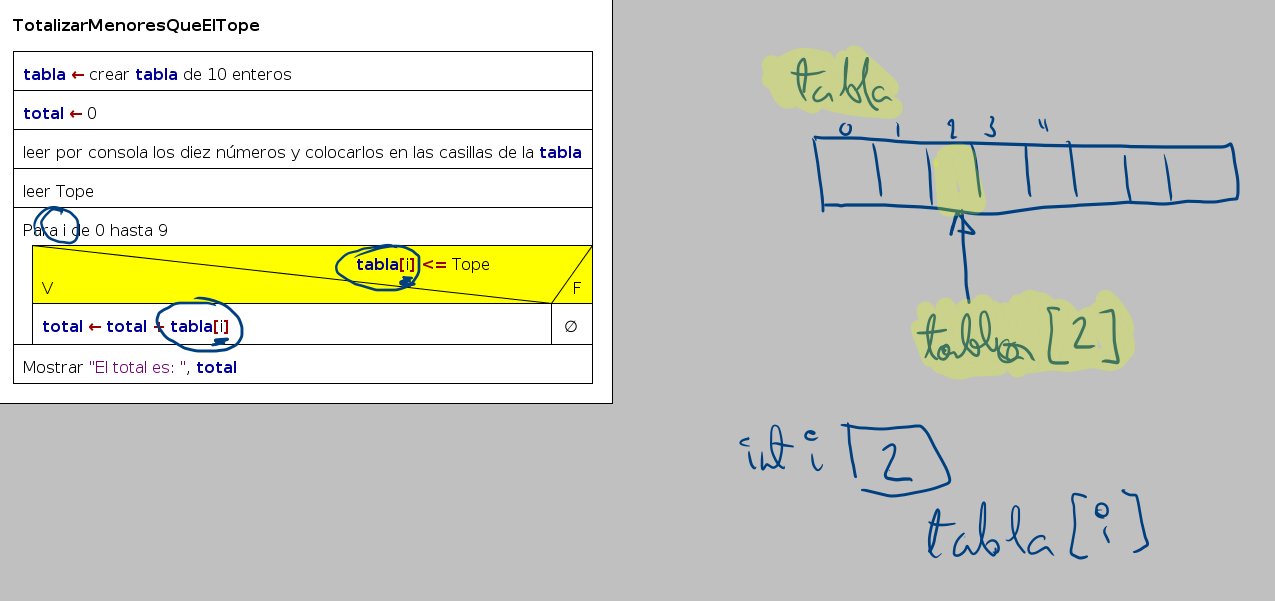 TotalizarMenoresQueElTope
tabla ← crear tabla de 10 enteros
total ← 0
leer por consola los diez números y colocarlos en las casillas de la tabla
leer Tope
Para i de 0 hasta 9
tabla[i] <= Tope
V F
total ← total + tabla[i] ∅
Mostrar "El total es: ", total
tabla
0 1 2 3 4
tabla [2]
int i 2
tabla [i]